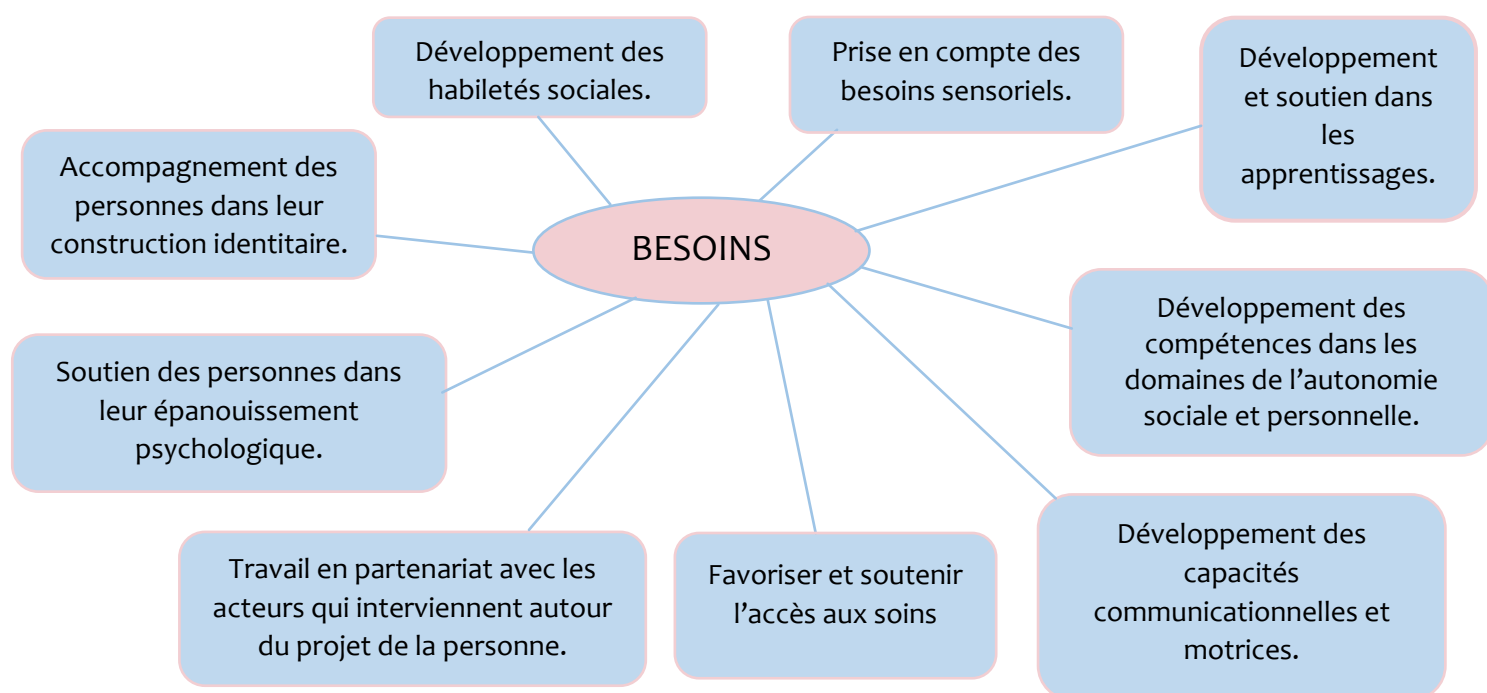 Développement des
habiletés sociales.
Prise en compte des
besoins sensoriels.
Développement
et soutien dans
les
apprentissages.
Accompagnement des
personnes dans leur
construction identitaire.
BESOINS
Développement des
compétences dans les
domaines de l’autonomie
sociale et personnelle.
Soutien des personnes dans
leur épanouissement
psychologique.
Travail en partenariat avec les
acteurs qui interviennent autour
du projet de la personne.
Favoriser et soutenir
l’accès aux soins
Développement des
capacités
communicationnelles et
motrices.